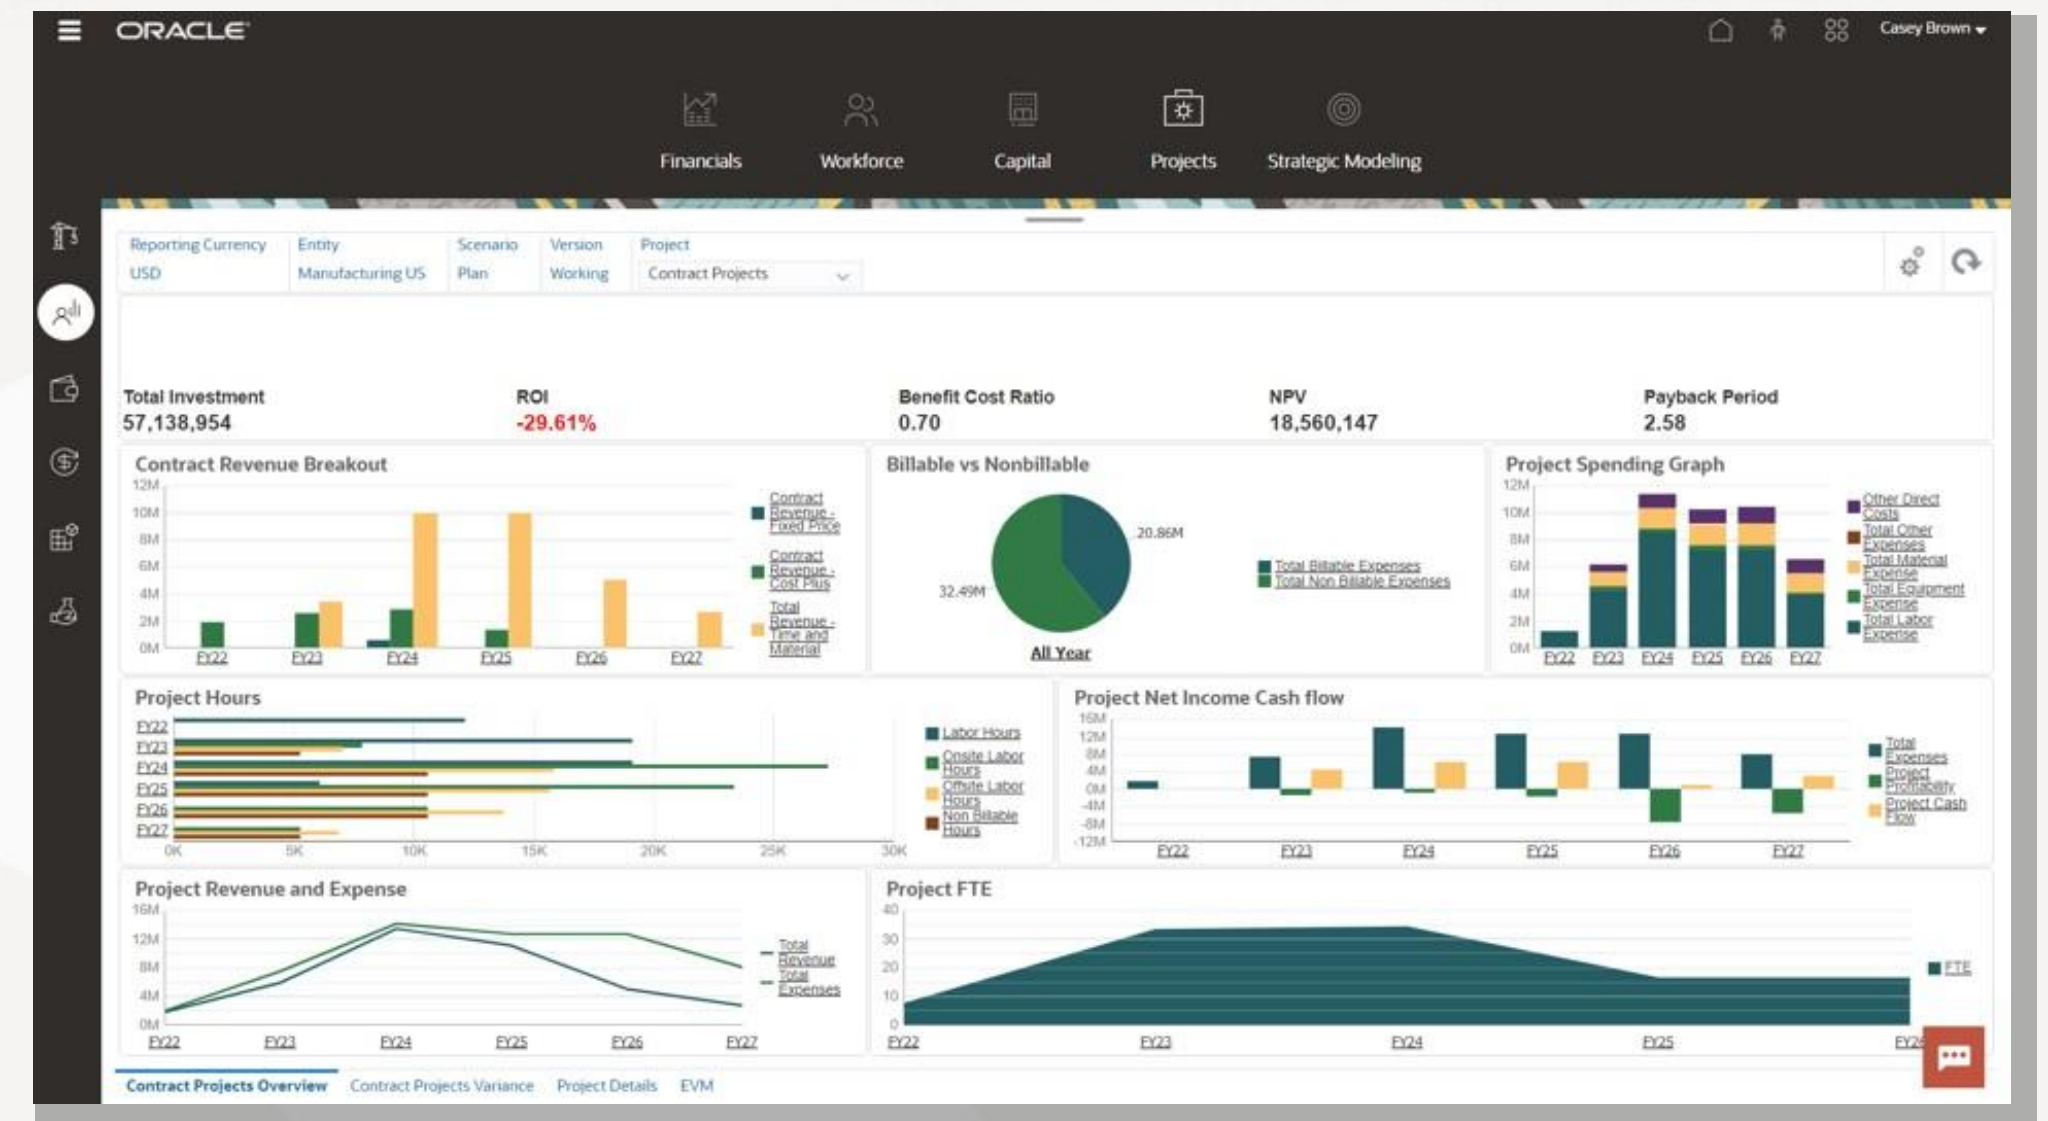 ORACLE
Casey Brown
Financials
Workforce
Capital
Projects
Strategic Modeling
Reporting Currency
Entity
Scenario
Version
Project
USD
Manufacturing US
Plan
Working
Contract Projects
Total Investment
57,138,954
ROI
-29.61%
Benefit Cost Ratio
0.70
NPV
18,560,147
Payback Period
2.58
Contract Revenue Breakout
12M
10M
8M
6M
4M
2M
0M
FY22
FY23
FY24
FY25
FY26
FY27
Contract
Revenue -
Fixed Price
Contract
Revenue -
Cost Plus
Total
Revenue -
Time and
Material
Billable vs Nonbillable
20.86M
32.49M
All Year
Total Billable Expenses
Total Non Billable Expenses
Project Spending Graph
12M
10M
8M
6M
4M
2M
0M
FY22
FY23
FY24
FY25
FY26
FY27
Other Direct
Costs
Total Other
Expenses
Total Material
Expense
Total Equipment
Expense
Total Labor
Expense
Project Hours
FY22
FY23
FY24
FY25
FY26
FY27
0K
5K
10K
15K
20K
25K
30K
Labor Hours
Onsite Labor
Hours
Offsite Labor
Hours
Non Billable
Hours
Project Net Income Cash flow
16M
12M
8M
4M
0M
-4M
-8M
-12M
FY22
FY23
FY24
FY25
FY26
FY27
Total
Expenses
Project
Profitability
Project Cash
Flow
Project Revenue and Expense
16M
12M
8M
4M
0M
FY22
FY23
FY24
FY25
FY26
FY27
Total
Revenue
Total
Expenses
Project FTE
40
30
20
10
0
FY22
FY23
FY24
FY25
FTE
Contract Projects Overview
Contract Projects Variance
Project Details
EVM